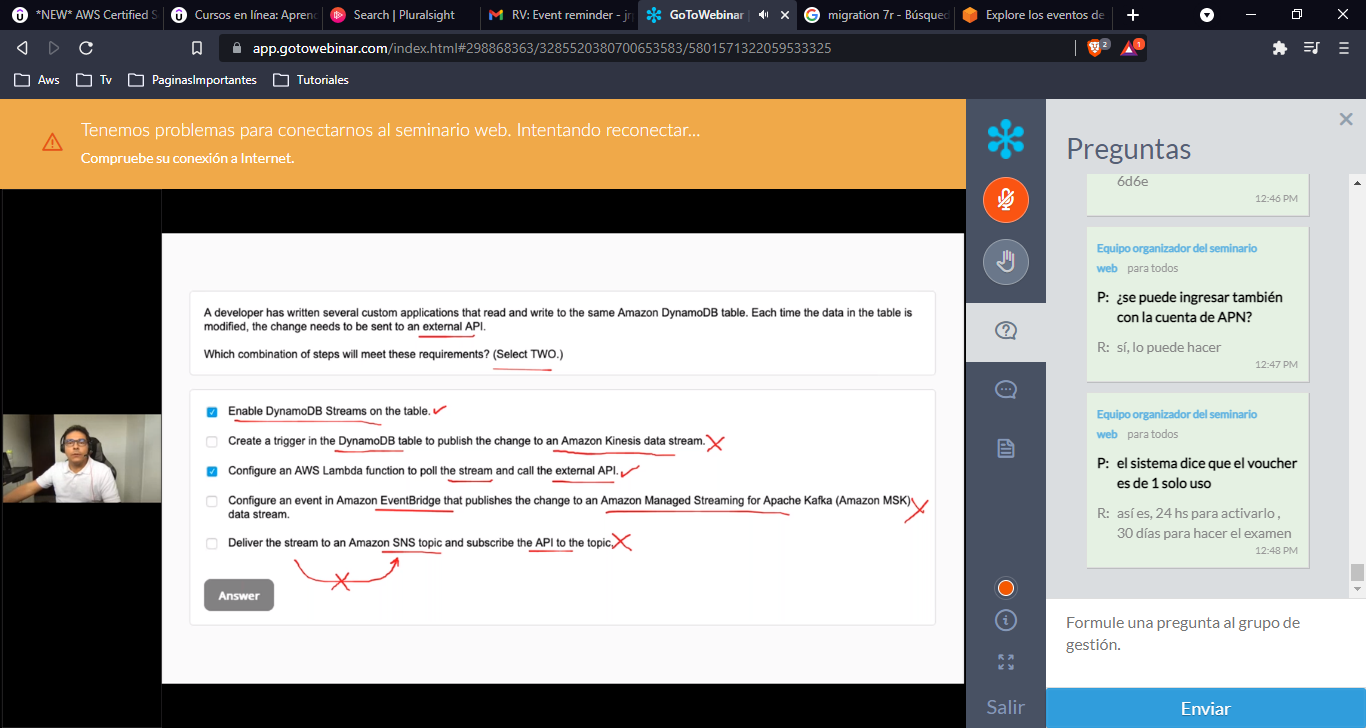 *NEW* AWS Certified S
Cursos en línea: Aprend
Search | Pluralsight
RV: Event reminder - jr
GoToWebinar
migration 7r - Búsqued
Explore los eventos de
app.gotowebinar.com/index.html#298868363/3285520380700653583/5801571322059533325
2
1
Aws
Tv
PaginasImportantes
Tutoriales
Tenemos problemas para conectarnos al seminario web. Intentando reconectar...
Compruebe su conexión a Internet.
A developer has written several custom applications that read and write to the same Amazon DynamoDB table. Each time the data in the table is
modified, the change needs to be sent to an external API.
Which combination of steps will meet these requirements? (Select TWO.)
Enable DynamoDB Streams on the table.
Create a trigger in the DynamoDB table to publish the change to an Amazon Kinesis data stream.
Configure an AWS Lambda function to poll the stream and call the external API.
Configure an event in Amazon EventBridge that publishes the change to an Amazon Managed Streaming for Apache Kafka (Amazon MSK)
data stream.
Deliver the stream to an Amazon SNS topic and subscribe the API to the topic.
Answer
Salir
Preguntas
6d6e
12:46 PM
Equipo organizador del seminario
web para todos
P: ¿se puede ingresar también
con la cuenta de APN?
R: sí, lo puede hacer
12:47 PM
Equipo organizador del seminario
web para todos
P: el sistema dice que el voucher
es de 1 solo uso
R: así es, 24 hs para activarlo ,
30 días para hacer el examen
12:48 PM
Formule una pregunta al grupo de
gestión.
Enviar